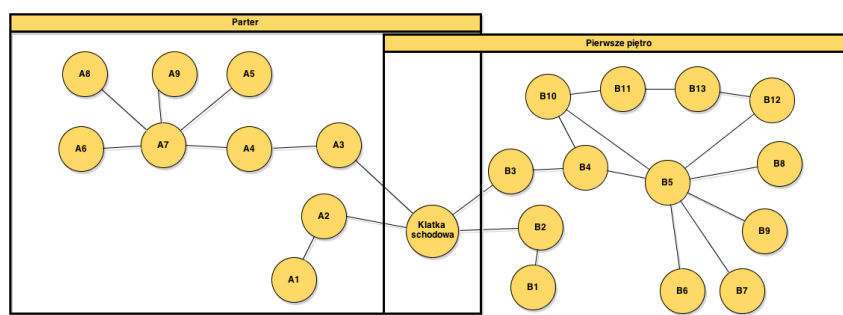 Parter
Pierwsze piętro
A8
A9
A5
A6
A7
A4
A3
A2
A1
Klatka
schodowa
B10
B11
B13
B12
B3
B4
B5
B8
B2
B9
B1
B6
B7